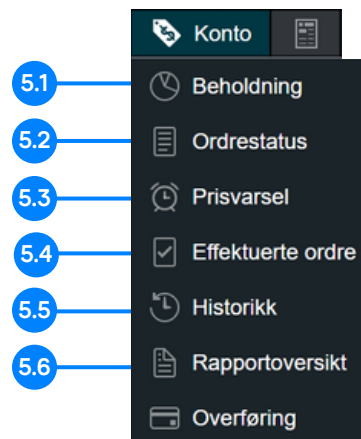 Konto
5.1 Beholdning
5.2 Ordrestatus
5.3 Prisvarsel
5.4 Effektuerte ordre
5.5 Historikk
5.6 Rapportoversikt
Overføring